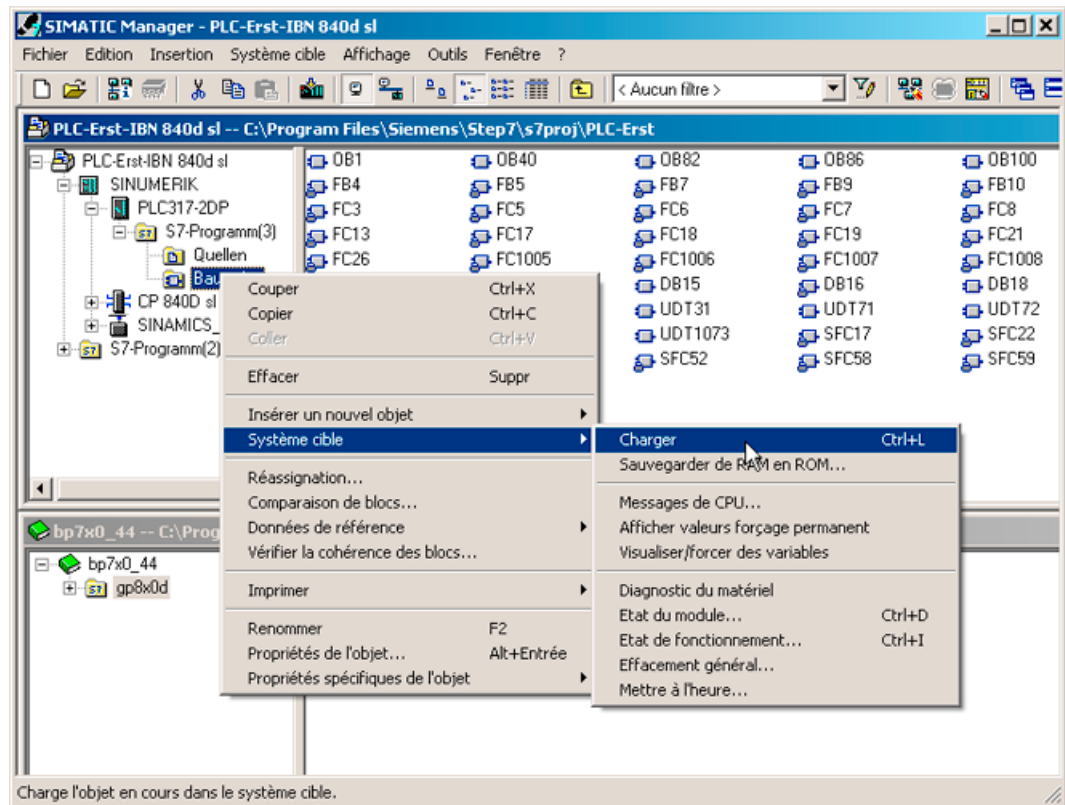 SIMATIC Manager - PLC-Erst-IBN 840d sl
Fichier Edition Insertion Système cible Affichage Outils Fenêtre ?
< Aucun filtre >
PLC-Erst-IBN 840d sl -- C:\Program Files\Siemens\Step7\s7proj\PLC-Erst
PLC-Erst-IBN 840d sl
SINUMERIK
PLC317-2DP
S7-Programm(3)
Quellen
Bau
CP 840D sl
SINAMICS_
S7-Programm(2)
OB1 OB40 OB82 OB86 OB100
FB4 FB5 FB7 FB9 FB10
FC3 FC5 FC6 FC7 FC8
FC13 FC17 FC18 FC19 FC21
FC26 FC1005 FC1006 FC1007 FC1008
DB15 DB16 DB18
UDT31 UDT71 UDT72
UDT1073 SFC17 SFC22
SFC52 SFC58 SFC59
Couper Ctrl+X
Copier Ctrl+C
Coller Ctrl+V
Effacer Suppr
Insérer un nouvel objet
Système cible
Réassignation...
Comparaison de blocs...
Données de référence
Vérifier la cohérence des blocs...
Imprimer
Renommer F2
Propriétés de l'objet... Alt+Entrée
Propriétés spécifiques de l'objet
Charger Ctrl+L
Sauvegarder de RAM en ROM...
Messages de CPU...
Afficher valeurs forçage permanent
Visualiser/forcer des variables
Diagnostic du matériel
Etat du module... Ctrl+D
Etat de fonctionnement... Ctrl+I
Effacement général...
Mettre à l'heure...
bp7x0_44 -- C:\Prog
bp7x0_44
gp8x0d
Charge l'objet en cours dans le système cible.